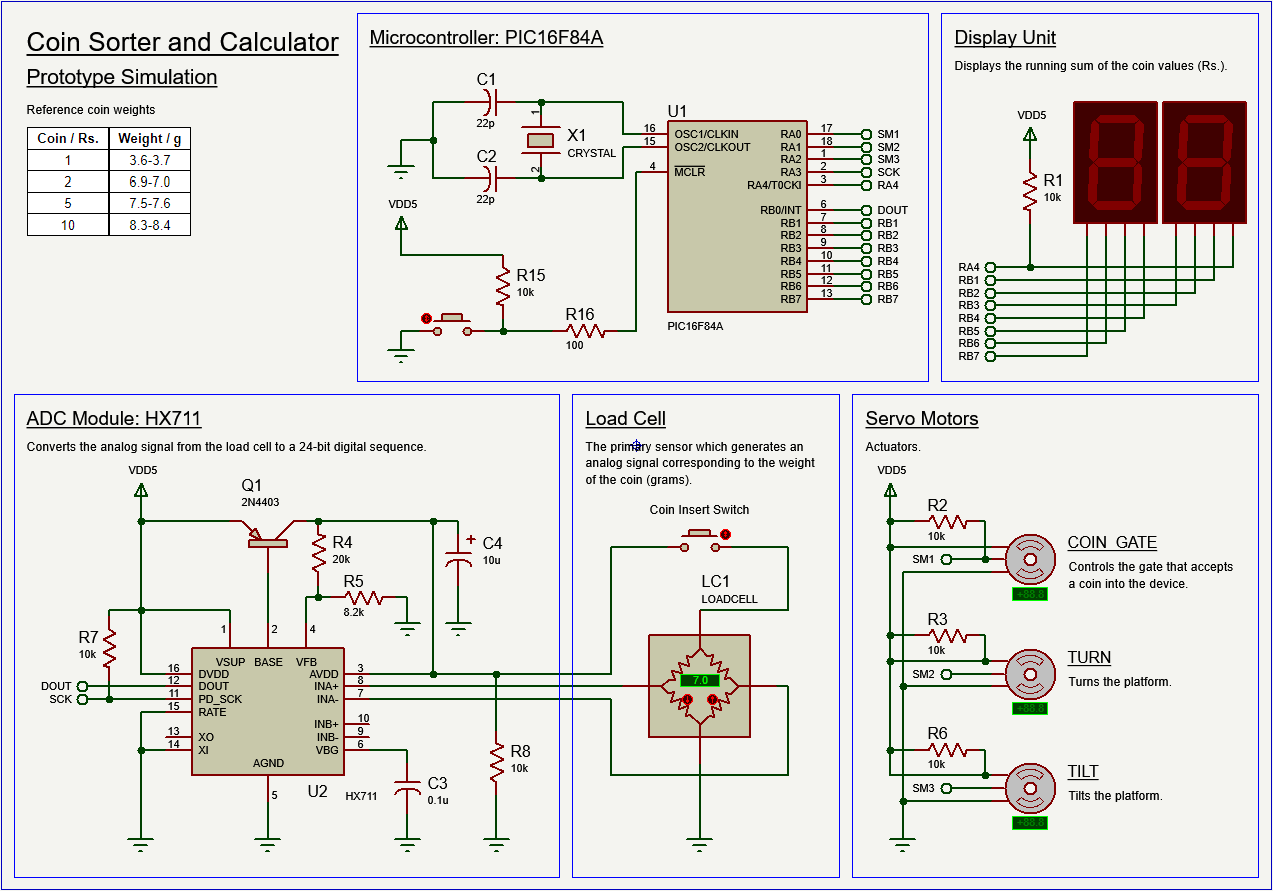 Coin Sorter and Calculator
Prototype Simulation
Reference coin weights
Coin / Rs. Weight / g
1 3.6-3.7
2 6.9-7.0
5 7.5-7.6
10 8.3-8.4
Microcontroller: PIC16F84A
C1
22p
1
X1
CRYSTAL
2
C2
22p
VDD5
R15
10k
R16
100
U1
16 OSC1/CLKIN
15 OSC2/CLKOUT
4 MCLR
RA0 17 SM1
RA1 18 SM2
RA2 1 SM3
RA3 2 SCK
RA4/T0CKI 3 RA4
RB0/INT 6 DOUT
RB1 7 RB1
RB2 8 RB2
RB3 9 RB3
RB4 10 RB4
RB5 11 RB5
RB6 12 RB6
RB7 13 RB7
PIC16F84A
Display Unit
Displays the running sum of the coin values (Rs.).
VDD5
R1
10k
RA4
RB1
RB2
RB3
RB4
RB5
RB6
RB7
ADC Module: HX711
Converts the analog signal from the load cell to a 24-bit digital sequence.
VDD5
Q1
2N4403
R4
20k
R5
8.2k
C4
10u
R7
10k
1 2 4
VSUP BASE VFB
DOUT
SCK
16 DVDD
12 DOUT
11 PD_SCK
15 RATE
13 XO
14 XI
AVDD 3
INA+ 8
INA- 7
INB+ 10
INB- 9
VBG 6
AGND
5
U2
HX711
C3
0.1u
R8
10k
Load Cell
The primary sensor which generates an
analog signal corresponding to the weight
of the coin (grams).
Coin Insert Switch
LC1
LOADCELL
7.0
Servo Motors
Actuators.
VDD5
R2
10k
SM1
COIN_GATE
Controls the gate that accepts
a coin into the device.
+88.8
R3
10k
SM2
TURN
Turns the platform.
+88.8
R6
10k
SM3
TILT
Tilts the platform.
+88.8